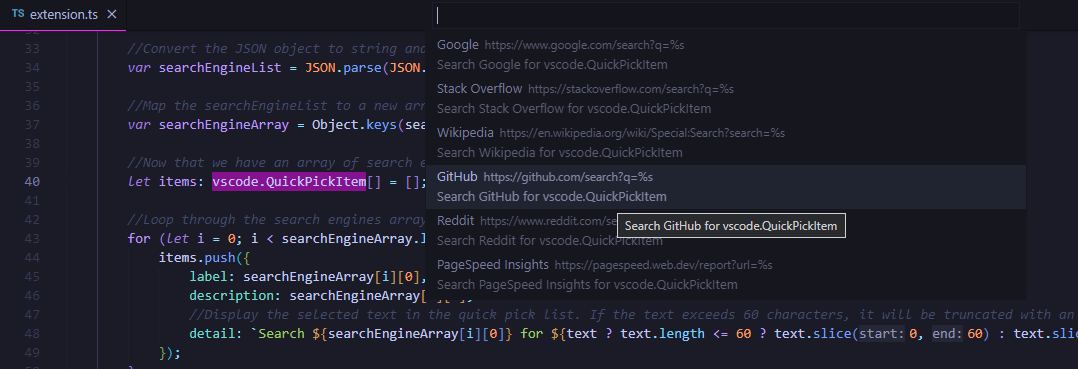 TS extension.ts ×
33 //Convert the JSON object to string and
34 var searchEngineList = JSON.parse(JSON.
35
36 //Map the searchEngineList to a new arr
37 var searchEngineArray = Object.keys(sea
38
39 //Now that we have an array of search e
40 let items: vscode.QuickPickItem[] = [];
41
42 //Loop through the search engines array
43 for (let i = 0; i < searchEngineArray.l
44 items.push({
45 label: searchEngineArray[i][0],
46 description: searchEngineArray
47 //Display the selected text in the quick pick list. If the text exceeds 60 characters, it will be truncated with an
48 detail: `Search ${searchEngineArray[i][0]} for ${text ? text.length <= 60 ? text.slice(start: 0, end: 60) : text.slic
49 });
Google https://www.google.com/search?q=%s
Search Google for vscode.QuickPickItem
Stack Overflow https://stackoverflow.com/search?q=%s
Search Stack Overflow for vscode.QuickPickItem
Wikipedia https://en.wikipedia.org/wiki/Special:Search?search=%s
Search Wikipedia for vscode.QuickPickItem
GitHub https://github.com/search?q=%s
Search GitHub for vscode.QuickPickItem
Reddit https://www.reddit.com/se
Search Reddit for vscode.QuickPickItem
Search GitHub for vscode.QuickPickItem
PageSpeed Insights https://pagespeed.web.dev/report?url=%s
Search PageSpeed Insights for vscode.QuickPickItem